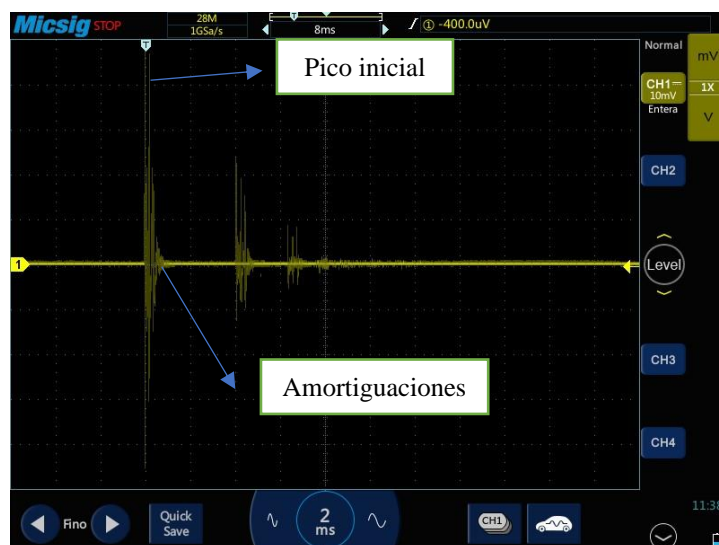 Micsig STOP
28M
1GSa/s
T
8ms
1 -400.0uV
T
Pico inicial
Normal
mV
CH1
10mV
1X
Entera
V
CH2
1
Level
Amortiguaciones
CH3
CH4
Fino
Quick
Save
2
ms
CH1
11:38